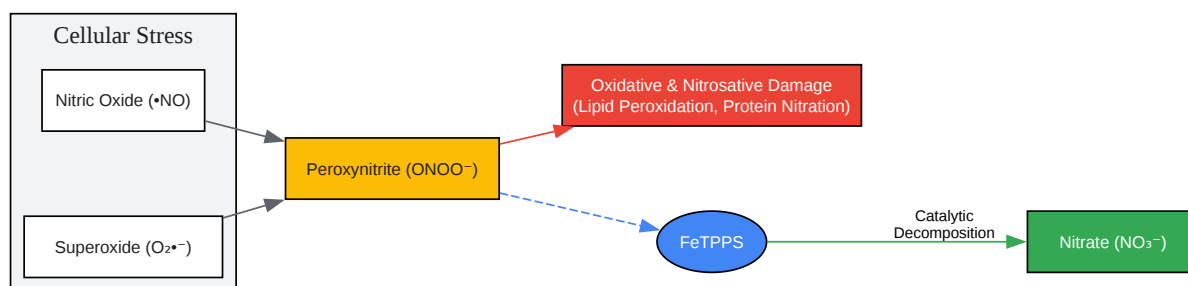 Cellular Stress
Nitric Oxide (•NO)
Superoxide (O₂•⁻)
Peroxynitrite (ONOO⁻)
Oxidative & Nitrosative Damage
(Lipid Peroxidation, Protein Nitration)
FeTPPS
Catalytic
Decomposition
Nitrate (NO₃⁻)